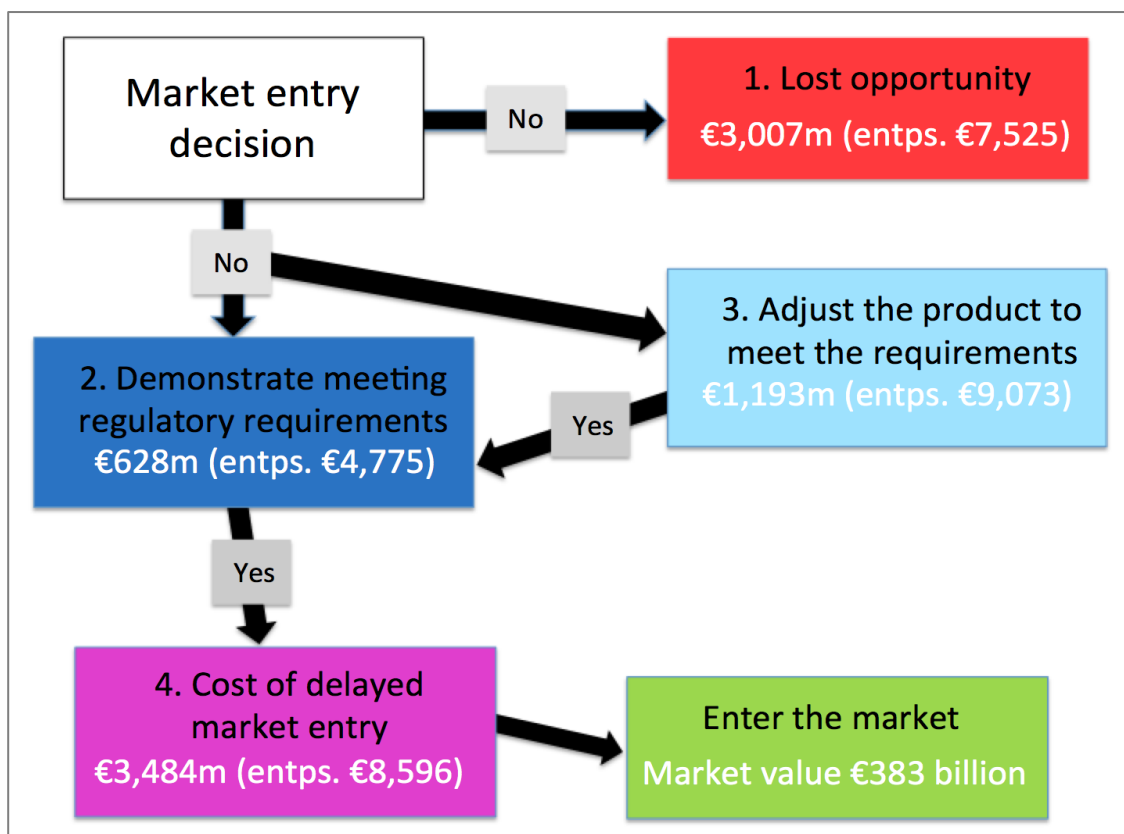 Market entry
decision
No
1. Lost opportunity
€3,007m (entps. €7,525)
No
3. Adjust the product to
meet the requirements
€1,193m (entps. €9,073)
2. Demonstrate meeting
regulatory requirements
€628m (entps. €4,775)
Yes
Yes
4. Cost of delayed
market entry
€3,484m (entps. €8,596)
Enter the market
Market value €383 billion